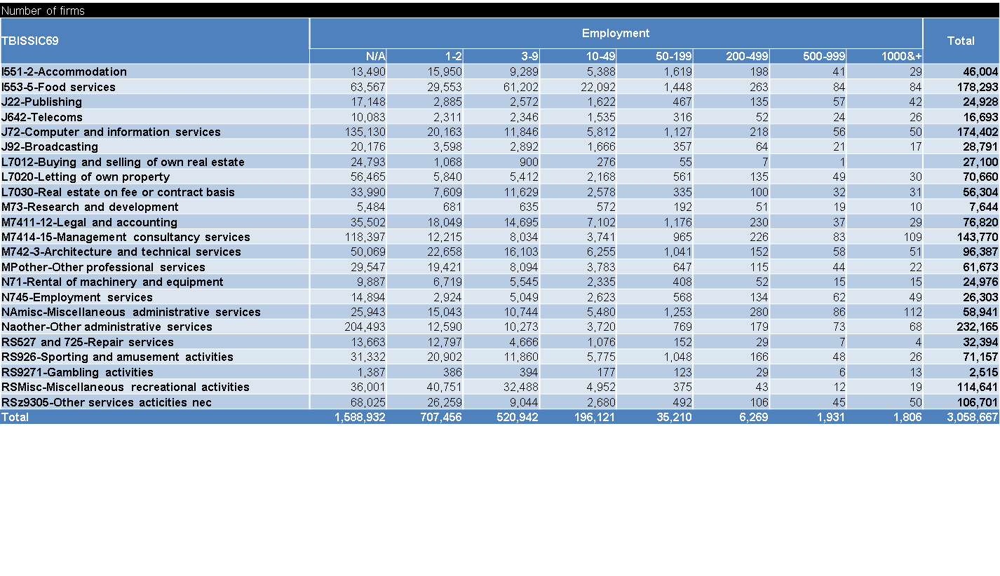 Number of firms
TBISSIC69 Employment Total
N/A 1-2 3-9 10-49 50-199 200-499 500-999 1000&+
I551-2-Accommodation 13,490 15,950 9,289 5,388 1,619 198 41 29 46,004
I553-5-Food services 63,567 29,553 61,202 22,092 1,448 263 84 84 178,293
J22-Publishing 17,148 2,885 2,572 1,622 467 135 57 42 24,928
J642-Telecoms 10,083 2,311 2,346 1,535 316 52 24 26 16,693
J72-Computer and information services 135,130 20,163 11,846 5,812 1,127 218 56 50 174,402
J92-Broadcasting 20,176 3,598 2,892 1,666 357 64 21 17 28,791
L7012-Buying and selling of own real estate 24,793 1,068 900 276 55 7 1 27,100
L7020-Letting of own property 56,465 5,840 5,412 2,168 561 135 49 30 70,660
L7030-Real estate on fee or contract basis 33,990 7,609 11,629 2,578 335 100 32 31 56,304
M73-Research and development 5,484 681 635 572 192 51 19 10 7,644
M7411-12-Legal and accounting 35,502 18,049 14,695 7,102 1,176 230 37 29 76,820
M7414-15-Management consultancy services 118,397 12,215 8,034 3,741 965 226 83 109 143,770
M742-3-Architecture and technical services 50,069 22,658 16,103 6,255 1,041 152 58 51 96,387
MPother-Other professional services 29,547 19,421 8,094 3,783 647 115 44 22 61,673
N71-Rental of machinery and equipment 9,887 6,719 5,545 2,335 408 52 15 15 24,976
N745-Employment services 14,894 2,924 5,049 2,623 568 134 62 49 26,303
NAmisc-Miscellaneous administrative services 25,943 15,043 10,744 5,480 1,253 280 86 112 58,941
Naother-Other administrative services 204,493 12,590 10,273 3,720 769 179 73 68 232,165
RS527 and 725-Repair services 13,663 12,797 4,666 1,076 152 29 7 4 32,394
RS926-Sporting and amusement activities 31,332 20,902 11,860 5,775 1,048 166 48 26 71,157
RS9271-Gambling activities 1,387 386 394 177 123 29 6 13 2,515
RSMisc-Miscellaneous recreational activities 36,001 40,751 32,488 4,952 375 43 12 19 114,641
RSz9305-Other services acticities nec 68,025 26,259 9,044 2,680 492 106 45 50 106,701
Total 1,588,932 707,456 520,942 196,121 35,210 6,269 1,931 1,806 3,058,667